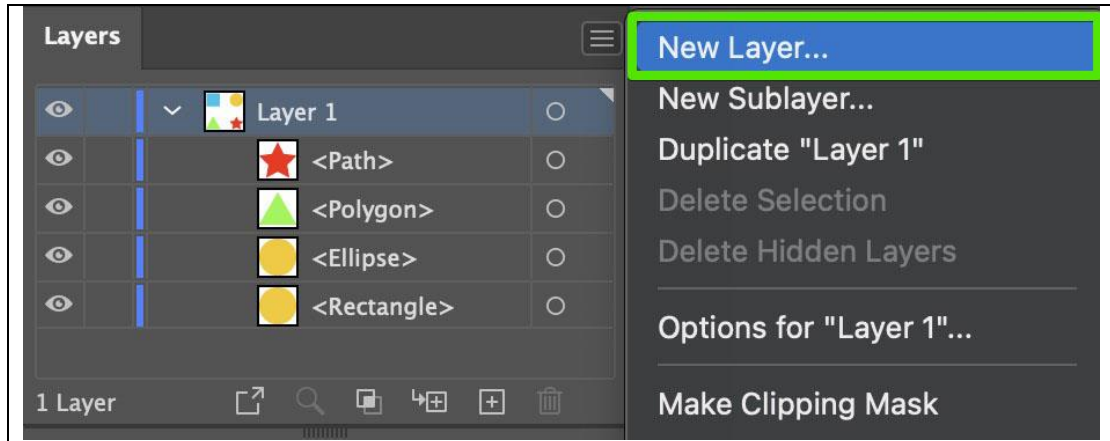 Layers
Layer 1
<Path>
<Polygon>
<Ellipse>
<Rectangle>
1 Layer
New Layer...
New Sublayer...
Duplicate "Layer 1"
Delete Selection
Delete Hidden Layers
Options for "Layer 1"...
Make Clipping Mask